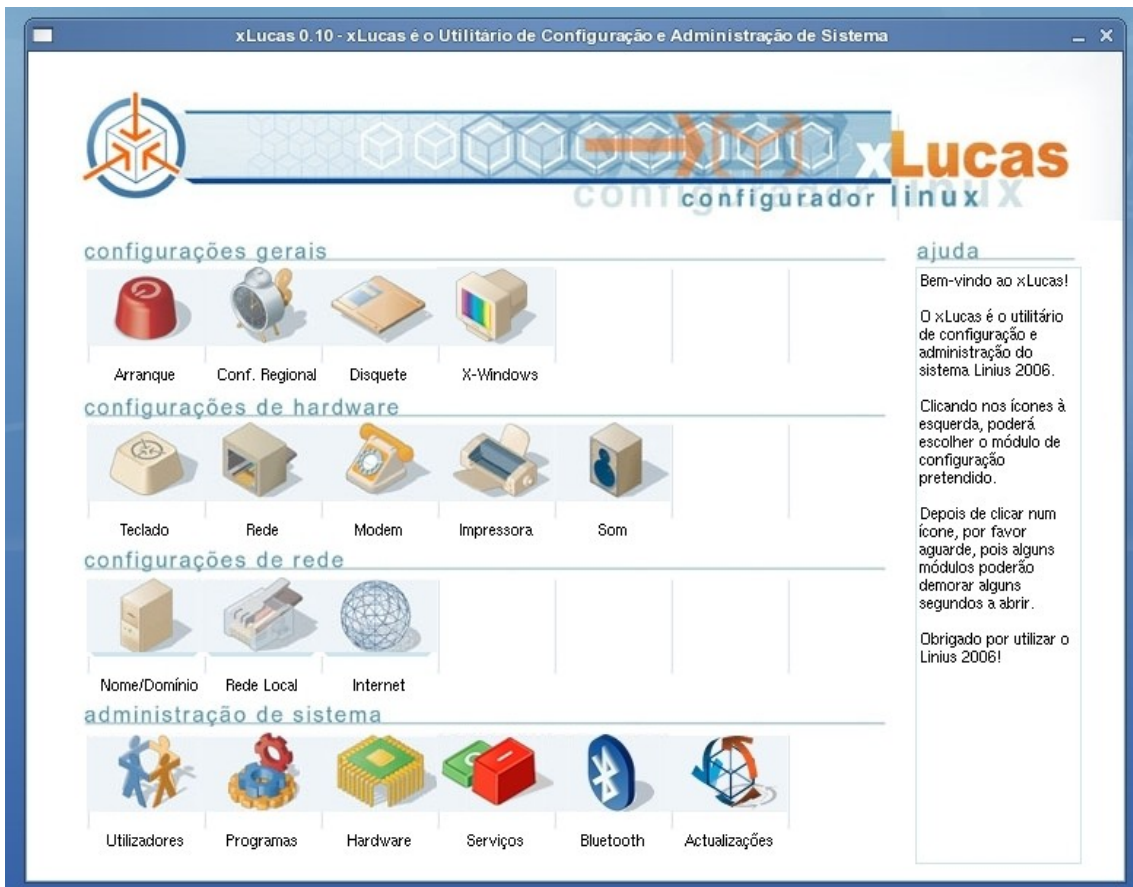 xLucas 0.10 - xLucas é o Utilitário de Configuração e Administração de Sistema
xLucas
configurador linux
configurações gerais
Arranque Conf. Regional Disquete X-Windows
configurações de hardware
Teclado Rede Modem Impressora Som
configurações de rede
Nome/Domínio Rede Local Internet
administração de sistema
Utilizadores Programas Hardware Serviços Bluetooth Actualizações
ajuda
Bem-vindo ao xLucas!
O xLucas é o utilitário
de configuração e
administração do
sistema Linius 2006.
Clicando nos ícones à
esquerda, poderá
escolher o módulo de
configuração
pretendido.
Depois de clicar num
ícone, por favor
aguarde, pois alguns
módulos poderão
demorar alguns
segundos a abrir.
Obrigado por utilizar o
Linius 2006!